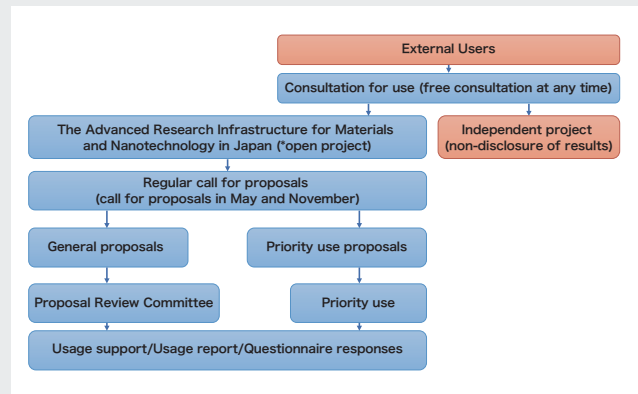 External Users
Consultation for use (free consultation at any time)
The Advanced Research Infrastructure for Materials
and Nanotechnology in Japan (*open project)
Independent project
(non-disclosure of results)
Regular call for proposals
(call for proposals in May and November)
General proposals
Priority use proposals
Proposal Review Committee
Priority use
Usage support/Usage report/Questionnaire responses